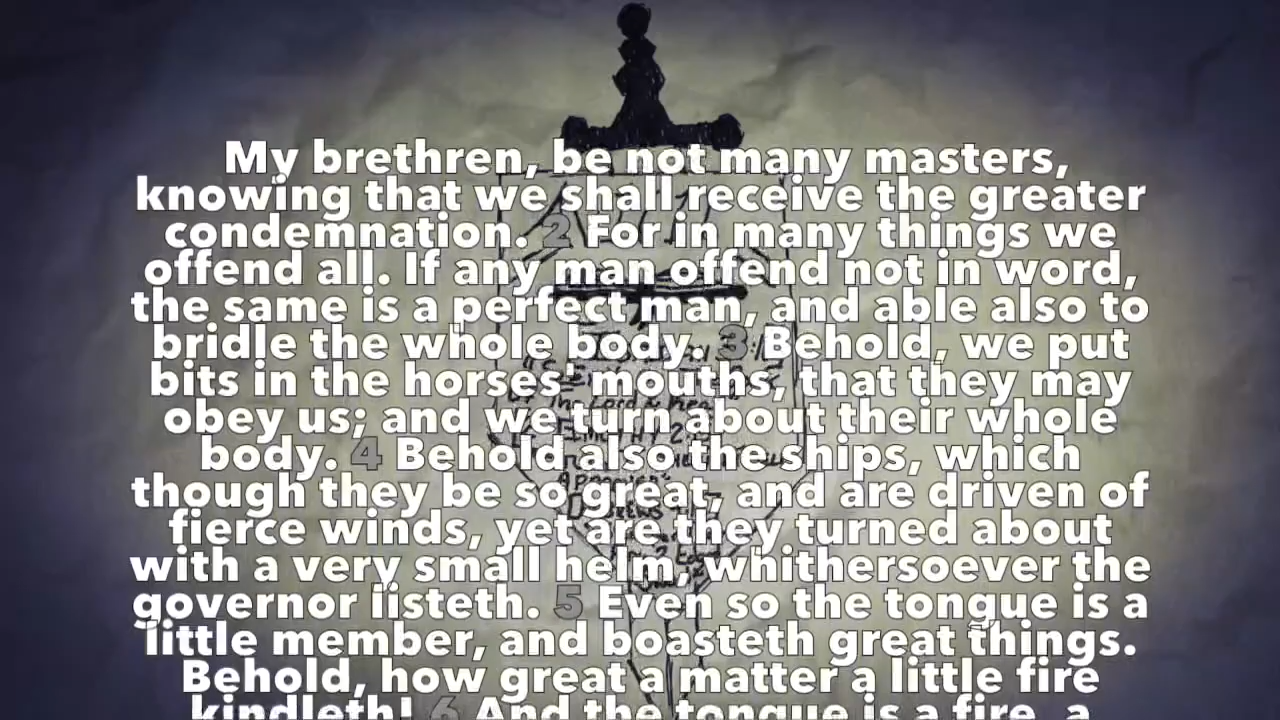 My brethren, be not many masters,
knowing that we shall receive the greater
condemnation. 2 For in many things we
offend all. If any man offend not in word,
the same is a perfect man, and able also to
bridle the whole body. 3 Behold, we put
bits in the horses' mouths, that they may
obey us; and we turn about their whole
body. 4 Behold also the ships, which
though they be so great, and are driven of
fierce winds, yet are they turned about
with a very small helm, whithersoever the
governor listeth. 5 Even so the tongue is a
little member, and boasteth great things.
Behold, how great a matter a little fire
kindleth! 6 And the tongue is a fire, a